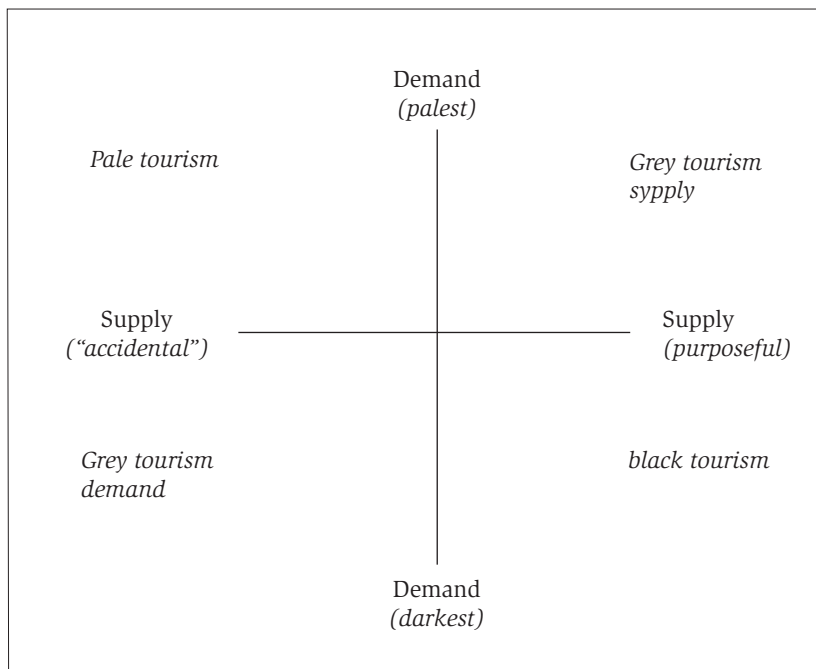 Demand
(palest)
Pale tourism
Grey tourism
sypply
Supply
(“accidental”)
Supply
(purposeful)
Grey tourism
demand
black tourism
Demand
(darkest)